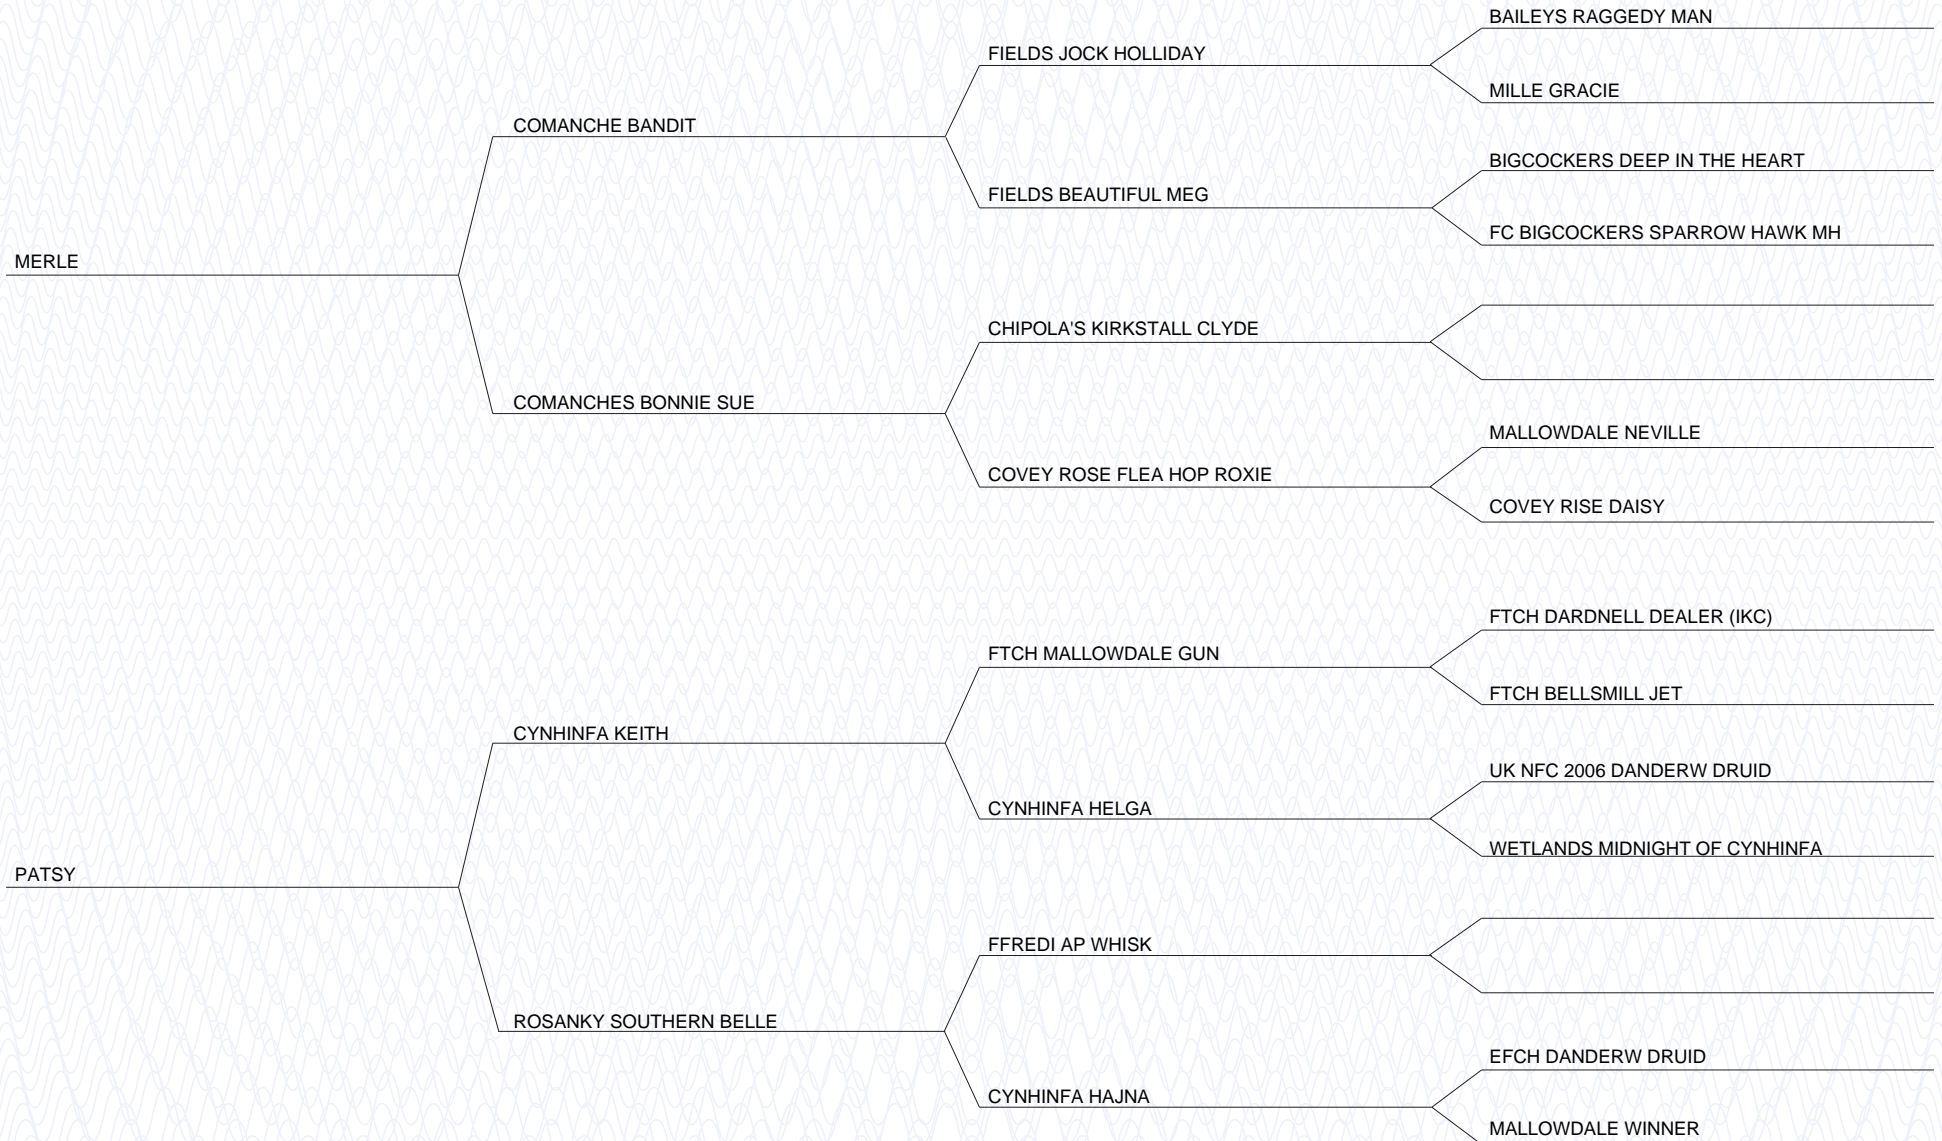 BAILEYS RAGGEDY MAN
FIELDS JOCK HOLLIDAY
MILLE GRACIE
COMANCHE BANDIT
BIGCOCKERS DEEP IN THE HEART
FIELDS BEAUTIFUL MEG
FC BIGCOCKERS SPARROW HAWK MH
MERLE
CHIPOLA'S KIRKSTALL CLYDE
COMANCHES BONNIE SUE
MALLOWDALE NEVILLE
COVEY ROSE FLEA HOP ROXIE
COVEY RISE DAISY
FTCH DARDNELL DEALER (IKC)
FTCH MALLOWDALE GUN
FTCH BELLSMILL JET
CYNHINFA KEITH
UK NFC 2006 DANDERW DRUID
CYNHINFA HELGA
WETLANDS MIDNIGHT OF CYNHINFA
PATSY
FFREDI AP WHISK
ROSANKY SOUTHERN BELLE
EFCH DANDERW DRUID
CYNHINFA HAJNA
MALLOWDALE WINNER